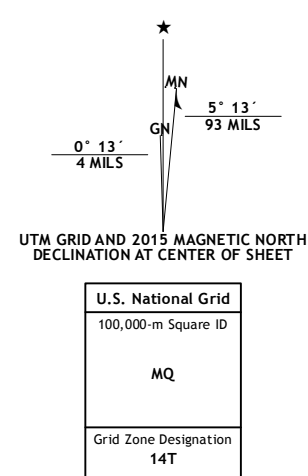 ★
MN
5° 13´
93 MILS
GN
0° 13´
4 MILS
UTM GRID AND 2015 MAGNETIC NORTH
DECLINATION AT CENTER OF SHEET
U.S. National Grid
100,000-m Square ID
MQ
Grid Zone Designation
14T